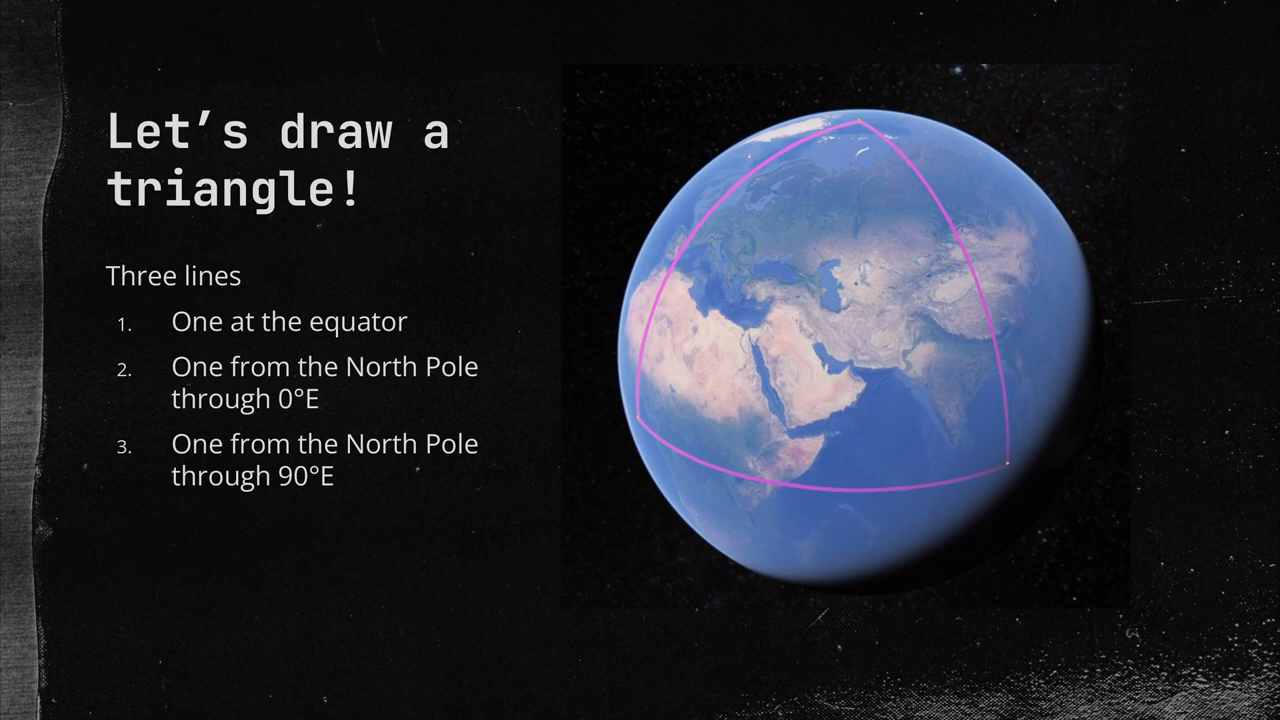 Let’s draw a
triangle!
Three lines
1. One at the equator
2. One from the North Pole
through 0°E
3. One from the North Pole
through 90°E